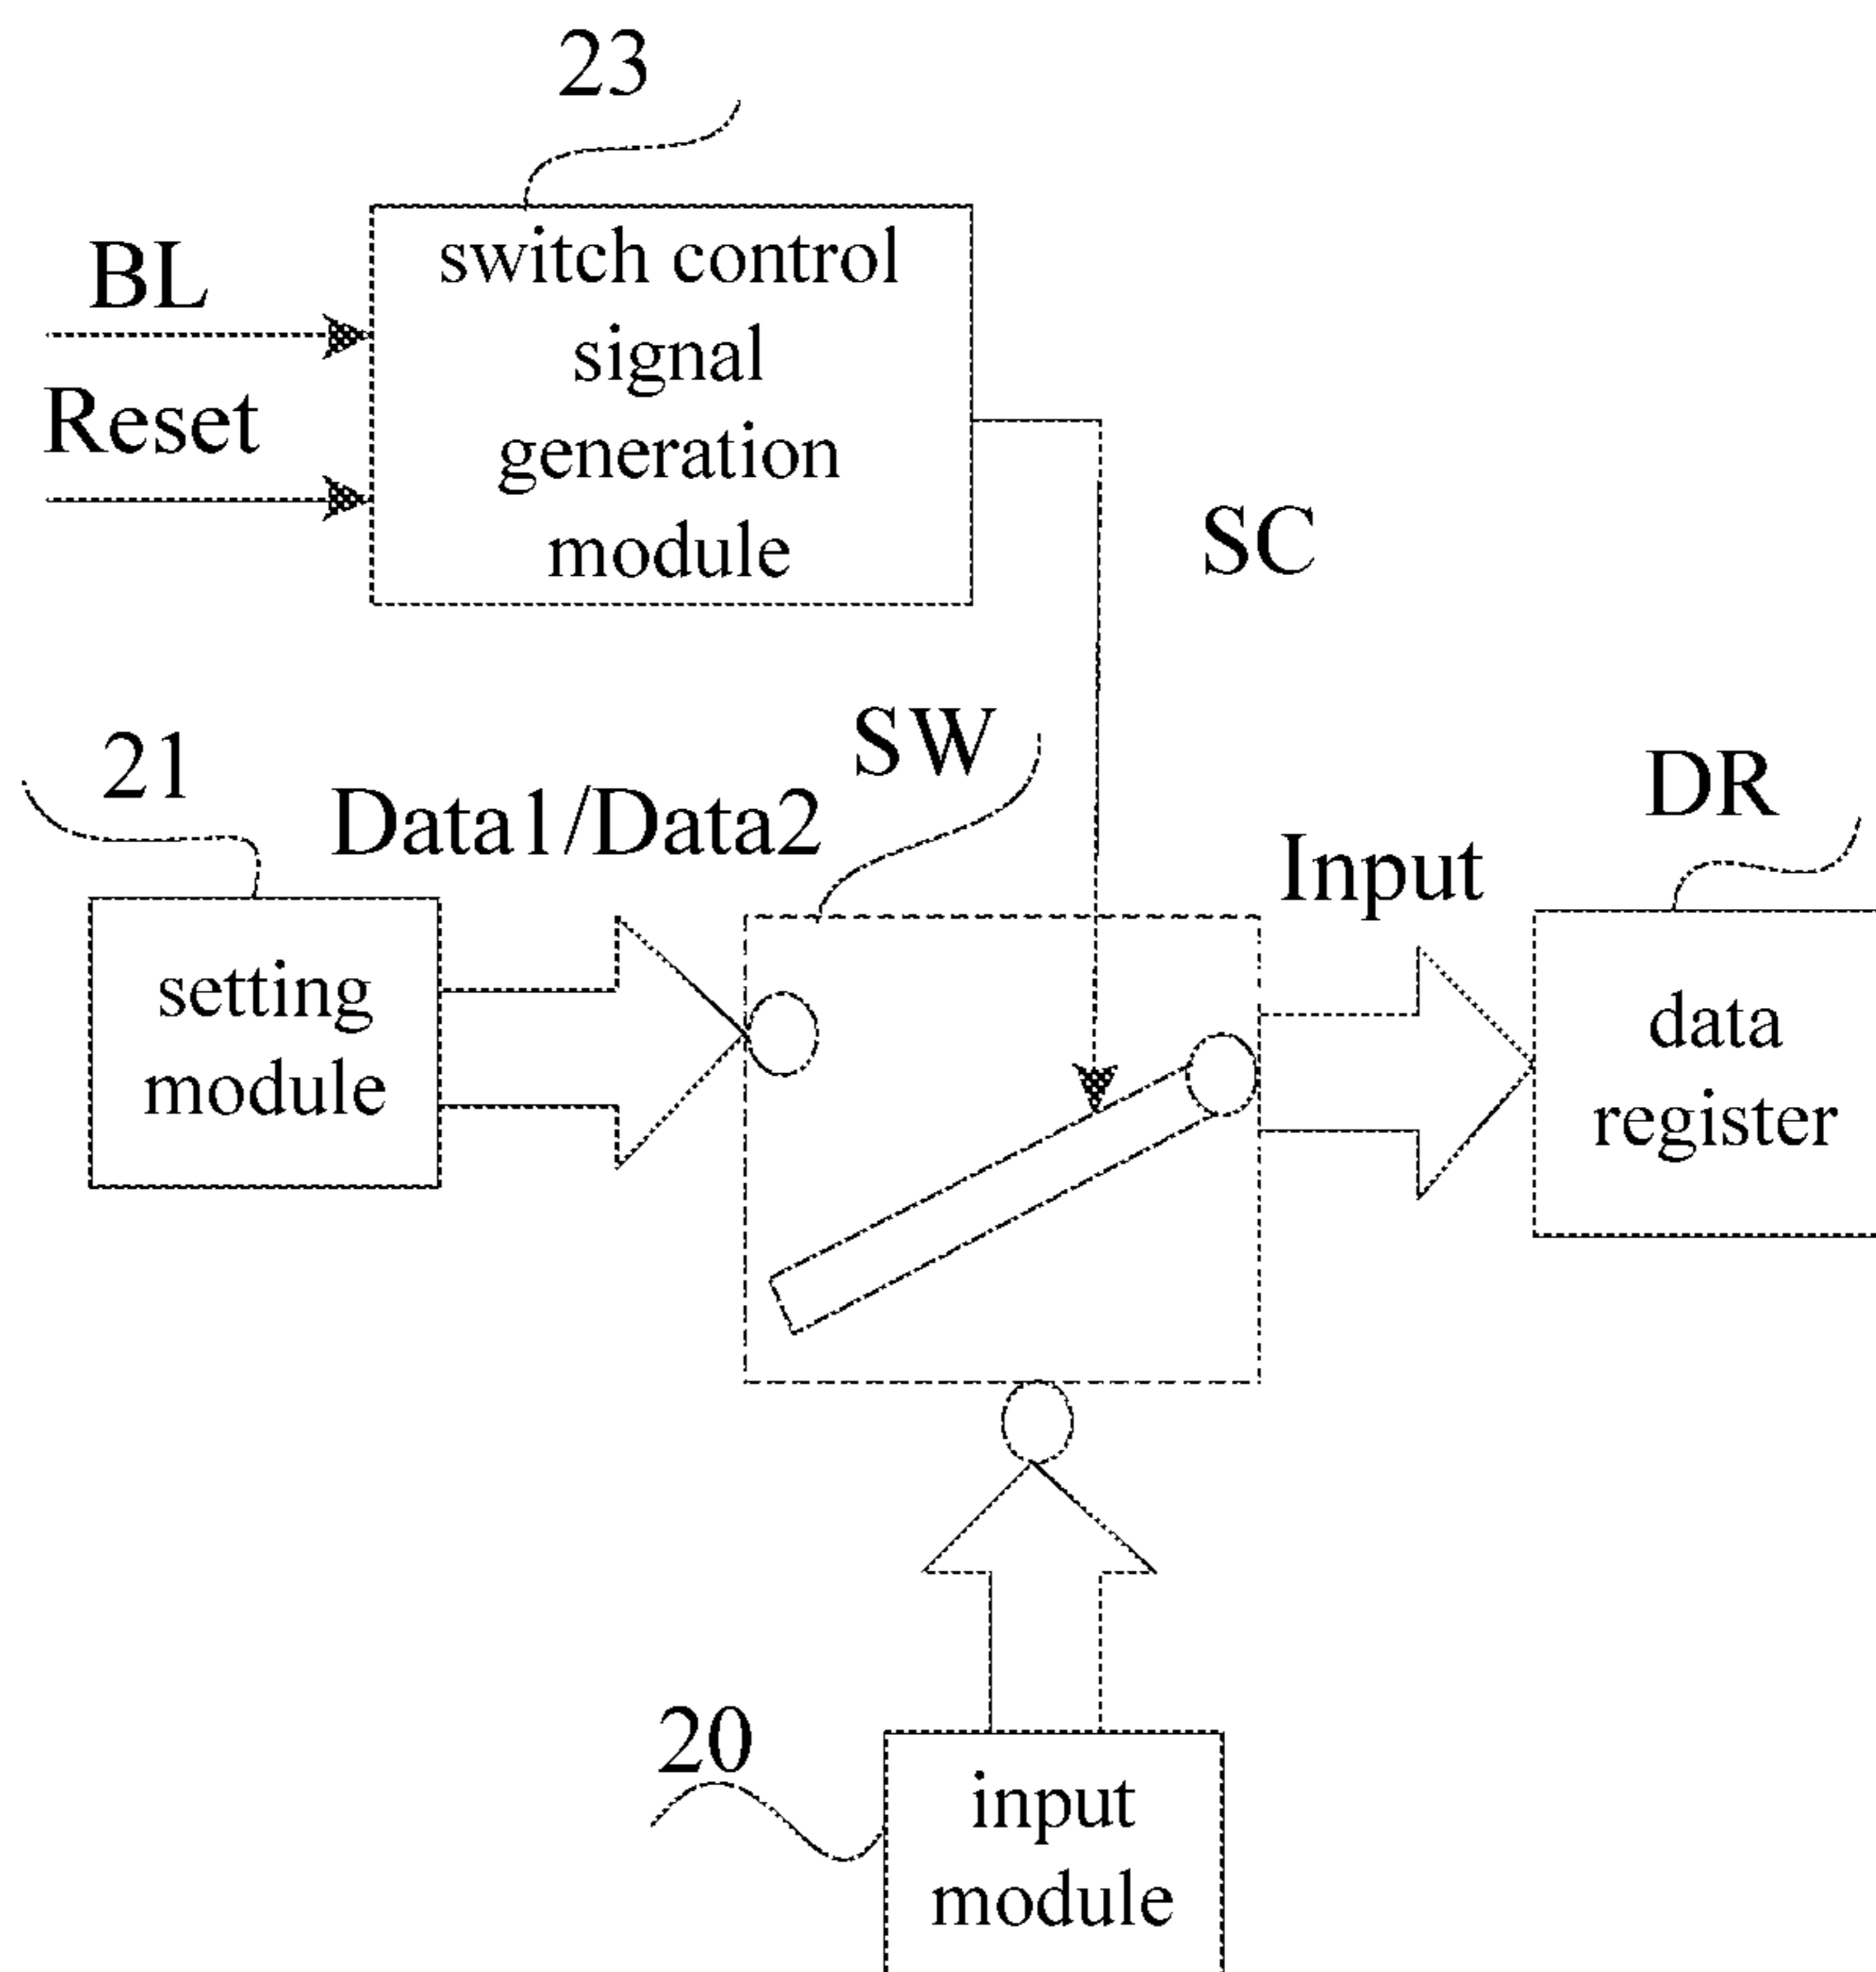 23
BL
Reset
switch control
signal
generation
module
SC
SW
21
Data1/Data2
DR
Input
setting
module
data
register
20
input
module